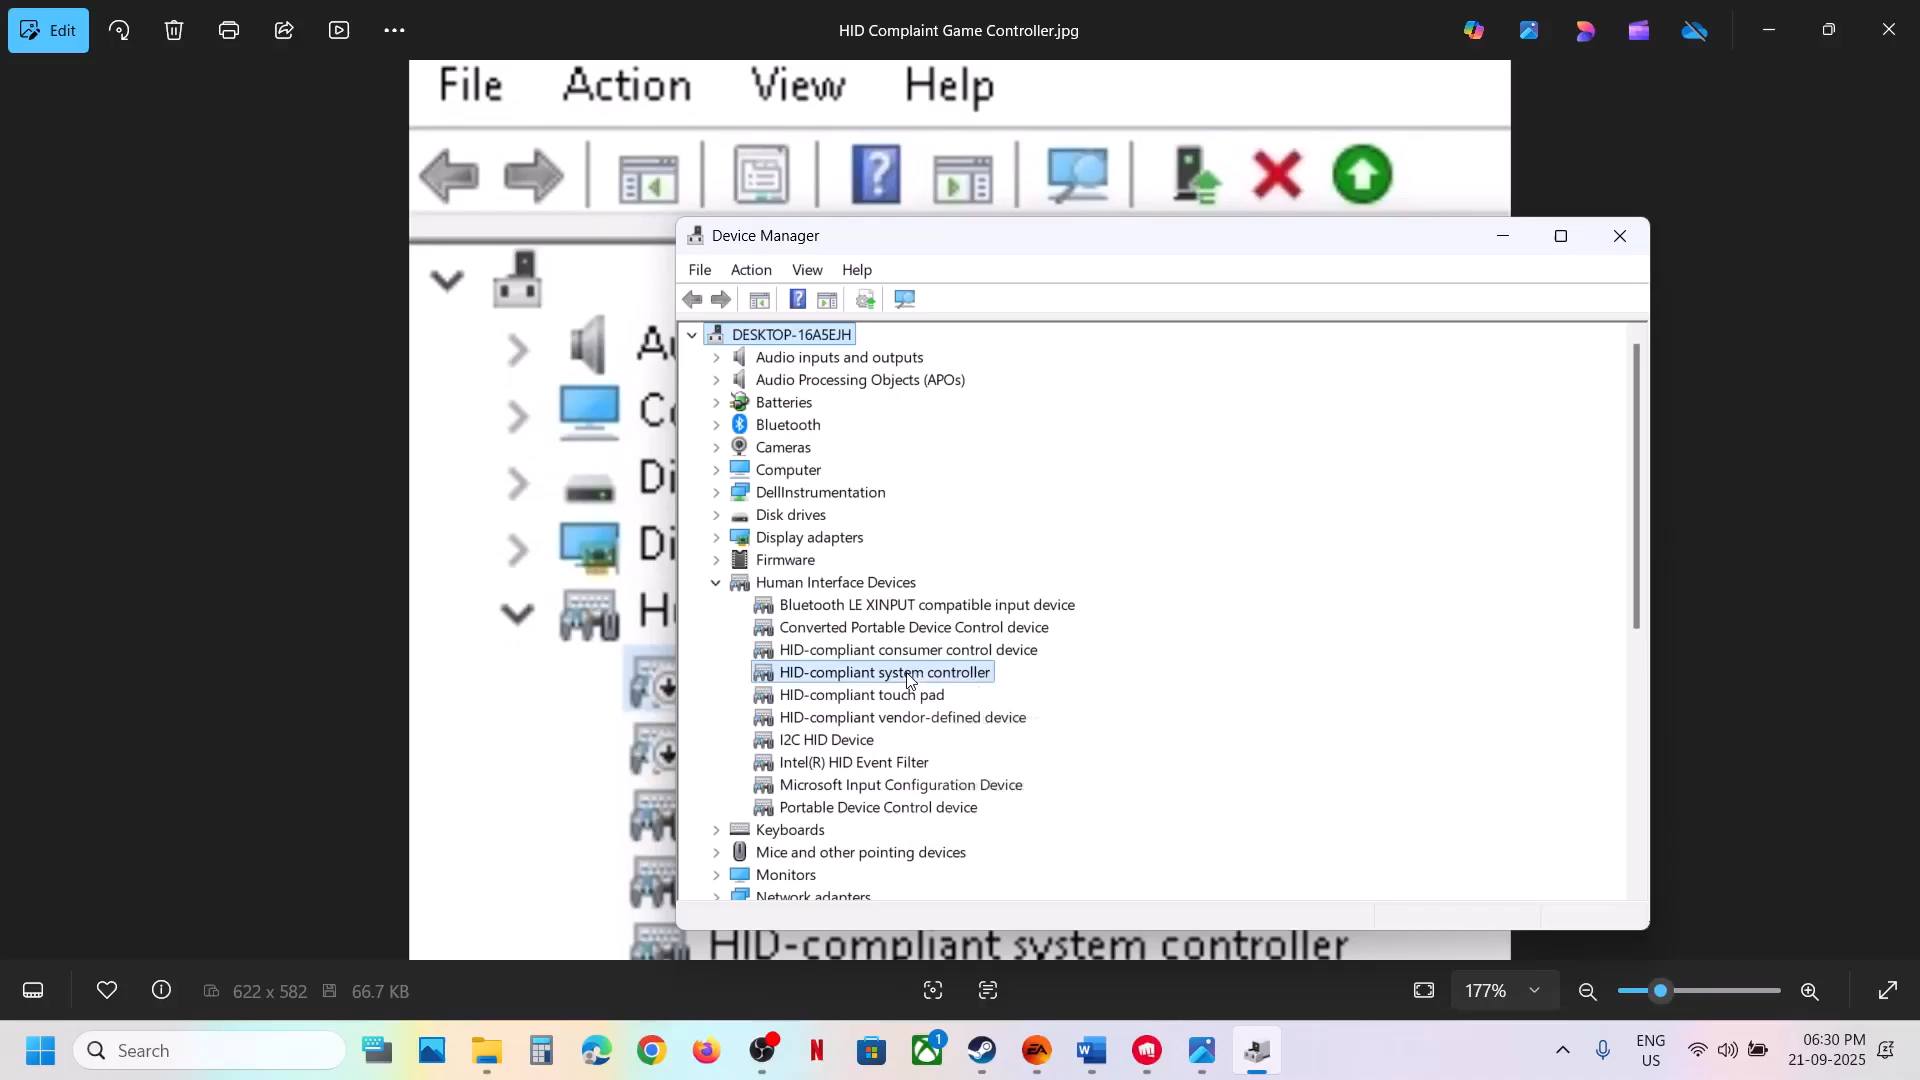 Edit
HID Complaint Game Controller.jpg
File Action View Help
Device Manager
File Action View Help
DESKTOP-16A5EJH
Audio inputs and outputs
Audio Processing Objects (APOs)
Batteries
Bluetooth
Cameras
Computer
DellInstrumentation
Disk drives
Display adapters
Firmware
Human Interface Devices
Bluetooth LE XINPUT compatible input device
Converted Portable Device Control device
HID-compliant consumer control device
HID-compliant system controller
HID-compliant touch pad
HID-compliant vendor-defined device
I2C HID Device
Intel(R) HID Event Filter
Microsoft Input Configuration Device
Portable Device Control device
Keyboards
Mice and other pointing devices
Monitors
Network adapters
HID-compliant system controller
622 x 582 66.7 KB
177%
Search
1
ENG
US
06:30 PM
21-09-2025